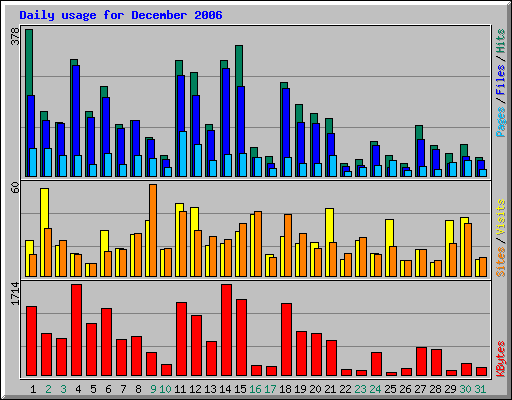 Daily usage for December 2006
378
Pages / Files / Hits
60
Sites / Visits
1714
KBytes
1 2 3 4 5 6 7 8 9 10 11 12 13 14 15 16 17 18 19 20 21 22 23 24 25 26 27 28 29 30 31